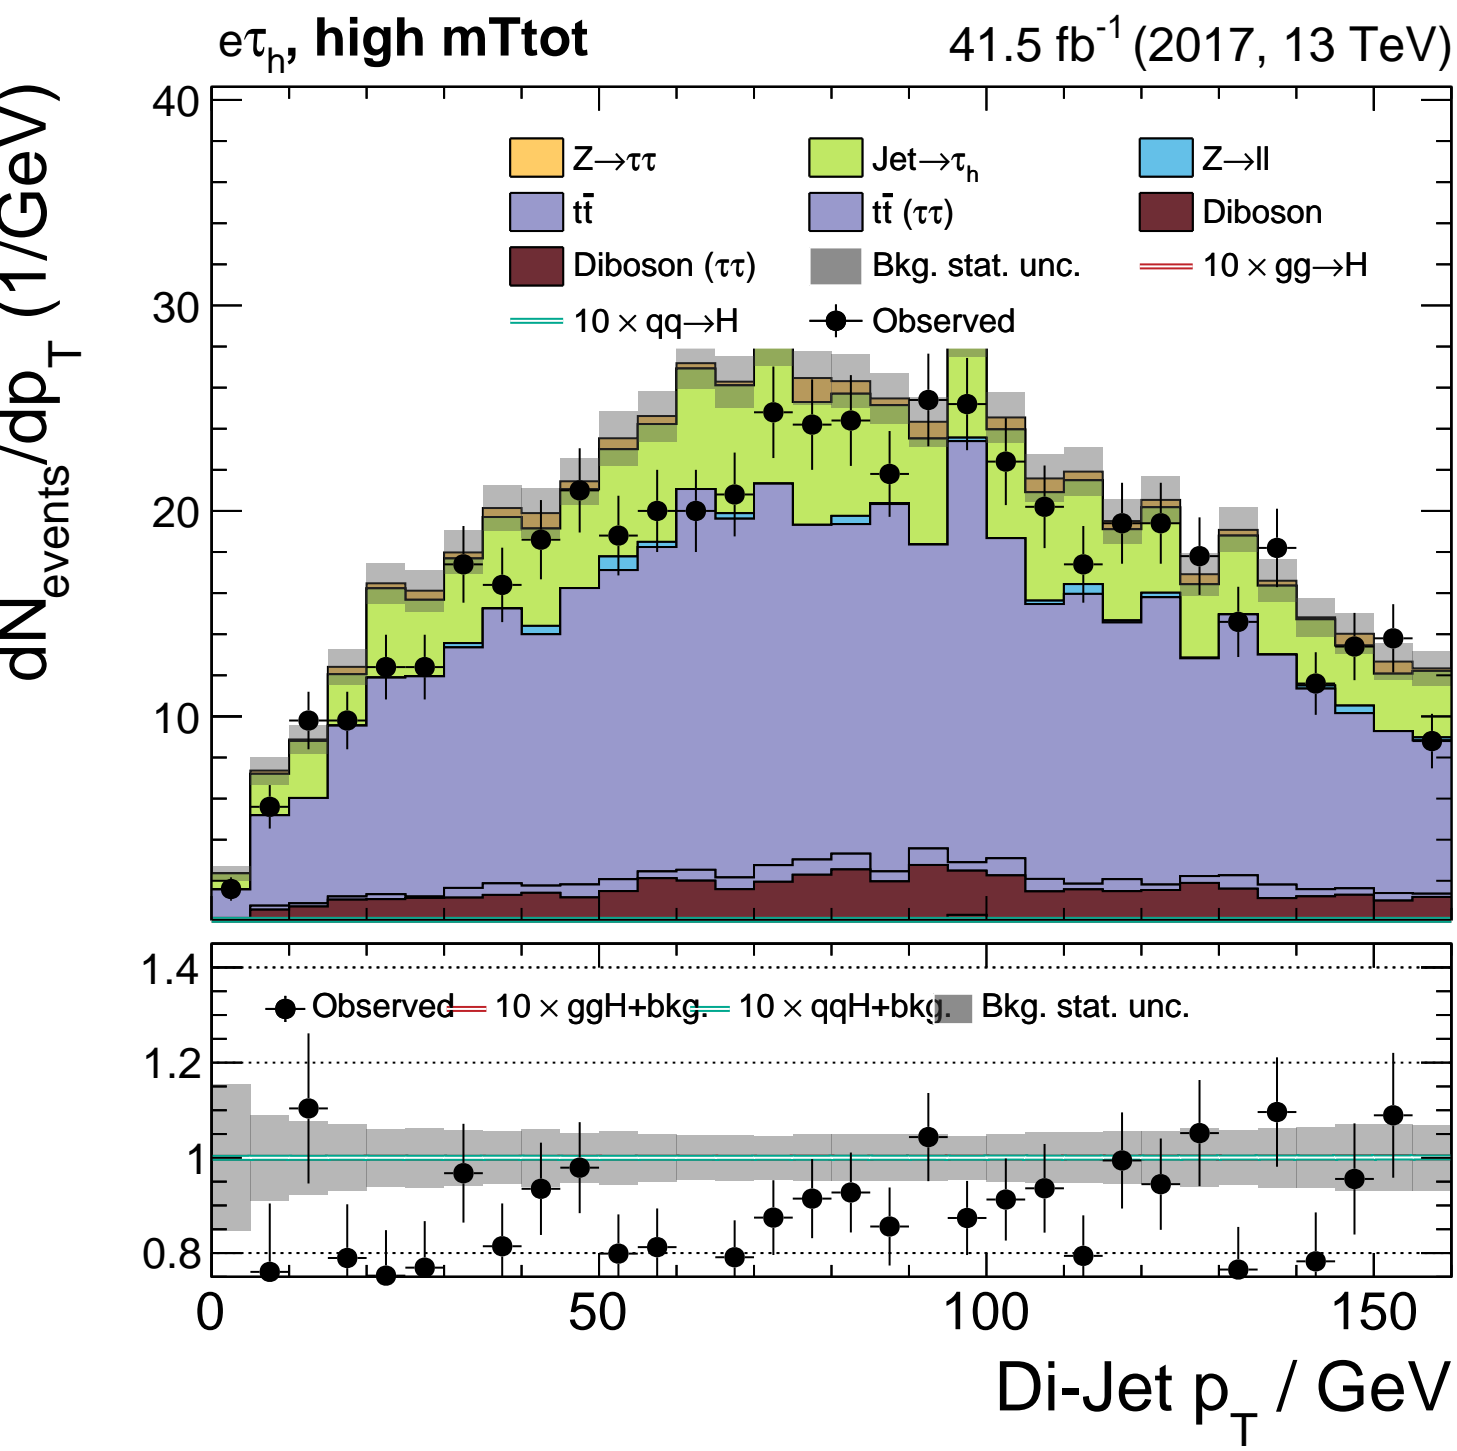 eτh, high mTtot 41.5 fb-1 (2017, 13 TeV)
dNevents/dpT (1/GeV)
40
30
20
10
Z→ττ Jet→τh Z→ll
tt̄ tt̄ (ττ) Diboson
Diboson (ττ) Bkg. stat. unc. 10 × gg→H
10 × qq→H Observed
1.4
1.2
1
0.8
Observed 10 × ggH+bkg. 10 × qqH+bkg. Bkg. stat. unc.
0 50 100 150
Di-Jet pT / GeV